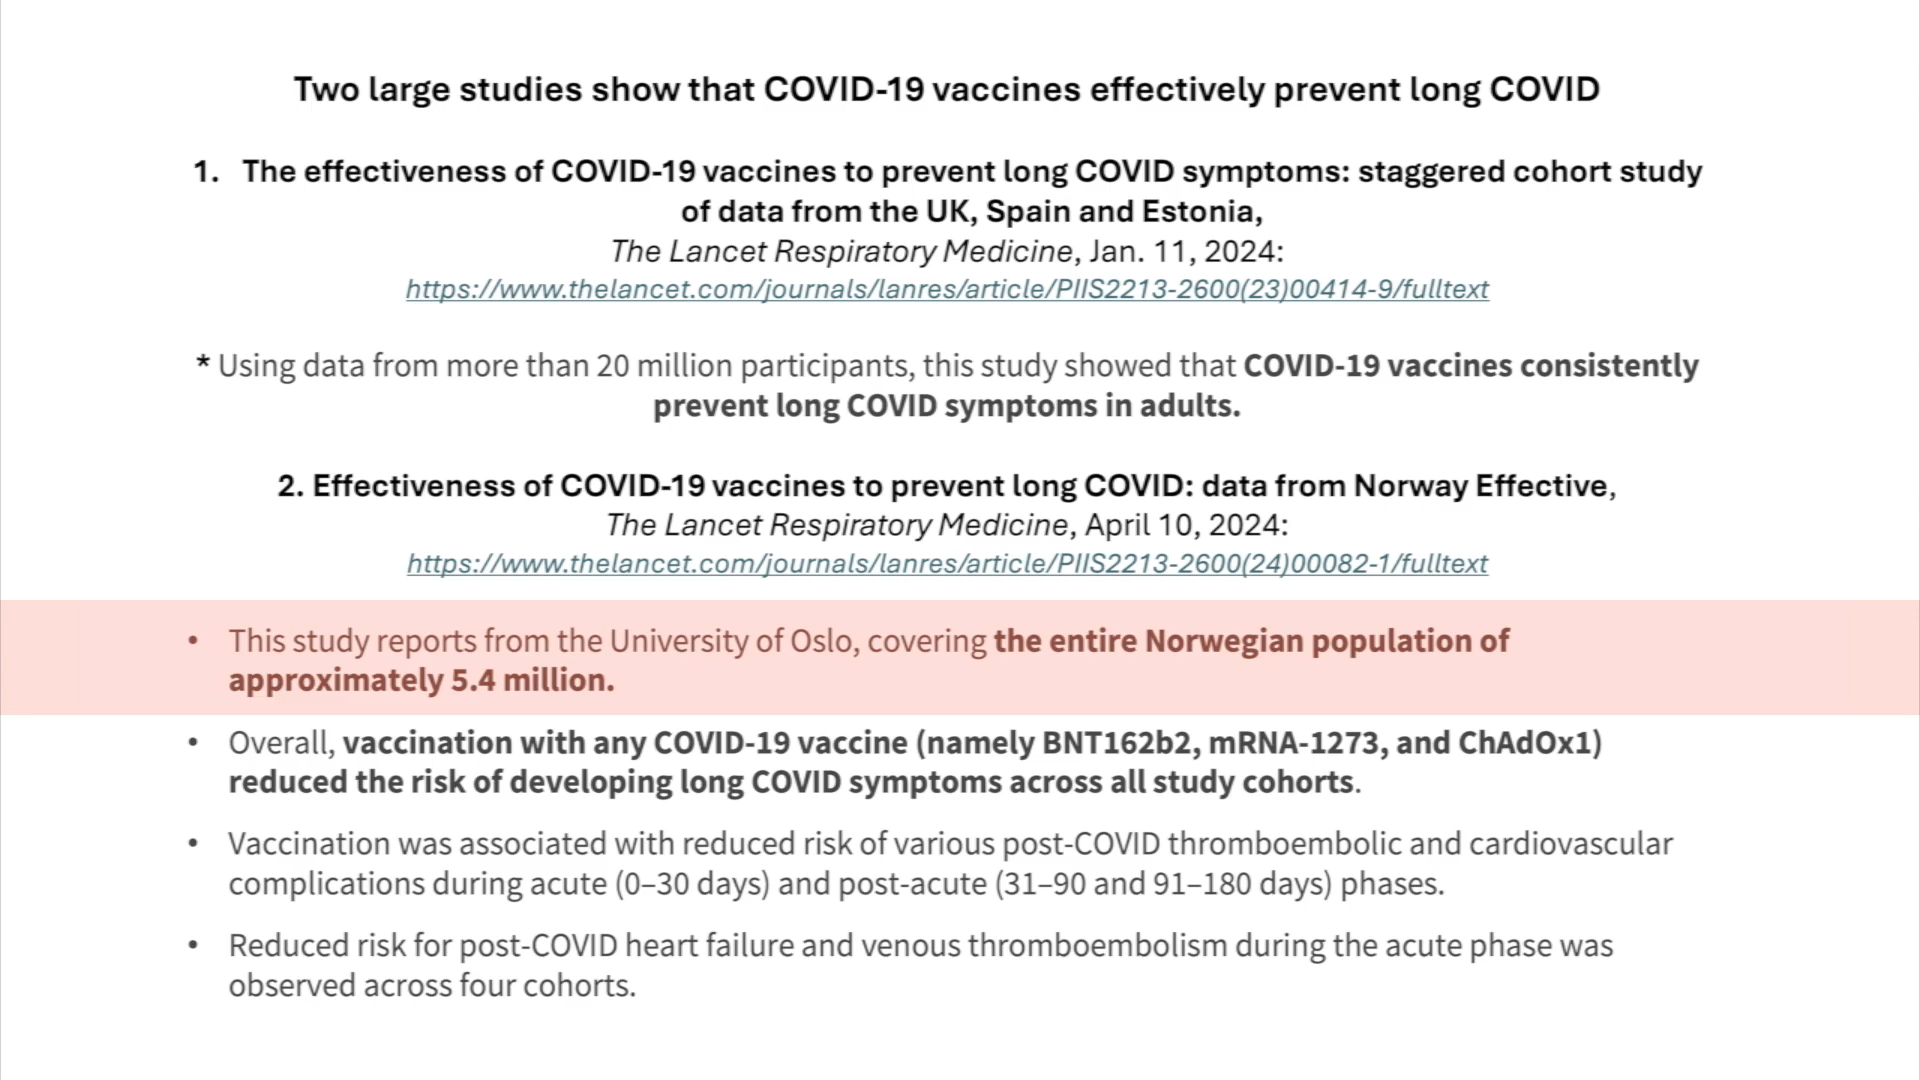 Two large studies show that COVID-19 vaccines effectively prevent long COVID
1. The effectiveness of COVID-19 vaccines to prevent long COVID symptoms: staggered cohort study
of data from the UK, Spain and Estonia,
The Lancet Respiratory Medicine, Jan. 11, 2024:
https://www.thelancet.com/journals/lanres/article/PIIS2213-2600(23)00414-9/fulltext
* Using data from more than 20 million participants, this study showed that COVID-19 vaccines consistently
prevent long COVID symptoms in adults.
2. Effectiveness of COVID-19 vaccines to prevent long COVID: data from Norway Effective,
The Lancet Respiratory Medicine, April 10, 2024:
https://www.thelancet.com/journals/lanres/article/PIIS2213-2600(24)00082-1/fulltext
• This study reports from the University of Oslo, covering the entire Norwegian population of
approximately 5.4 million.
• Overall, vaccination with any COVID-19 vaccine (namely BNT162b2, mRNA-1273, and ChAdOx1)
reduced the risk of developing long COVID symptoms across all study cohorts.
• Vaccination was associated with reduced risk of various post-COVID thromboembolic and cardiovascular
complications during acute (0–30 days) and post-acute (31–90 and 91–180 days) phases.
• Reduced risk for post-COVID heart failure and venous thromboembolism during the acute phase was
observed across four cohorts.